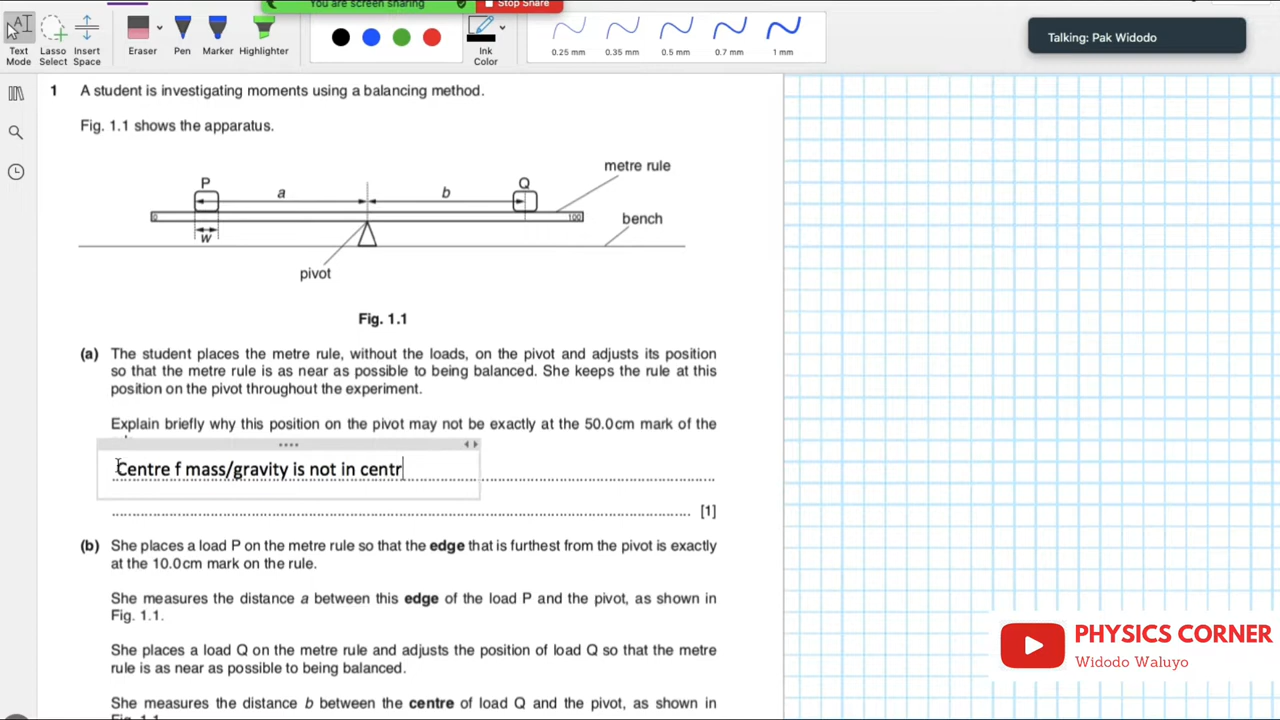 You are screen sharing
Stop Share
Text Mode
Lasso Select
Insert Space
Eraser
Pen
Marker
Highlighter
Ink Color
0.25 mm
0.35 mm
0.5 mm
0.7 mm
1 mm
Talking: Pak Widodo
1 A student is investigating moments using a balancing method.
Fig. 1.1 shows the apparatus.
metre rule
P
Q
a
b
0
100
bench
w
pivot
Fig. 1.1
(a) The student places the metre rule, without the loads, on the pivot and adjusts its position
so that the metre rule is as near as possible to being balanced. She keeps the rule at this
position on the pivot throughout the experiment.
Explain briefly why this position on the pivot may not be exactly at the 50.0cm mark of the
Centre f mass/gravity is not in centr
[1]
(b) She places a load P on the metre rule so that the edge that is furthest from the pivot is exactly
at the 10.0cm mark on the rule.
She measures the distance a between this edge of the load P and the pivot, as shown in
Fig. 1.1.
She places a load Q on the metre rule and adjusts the position of load Q so that the metre
rule is as near as possible to being balanced.
She measures the distance b between the centre of load Q and the pivot, as shown in
PHYSICS CORNER
Widodo Waluyo